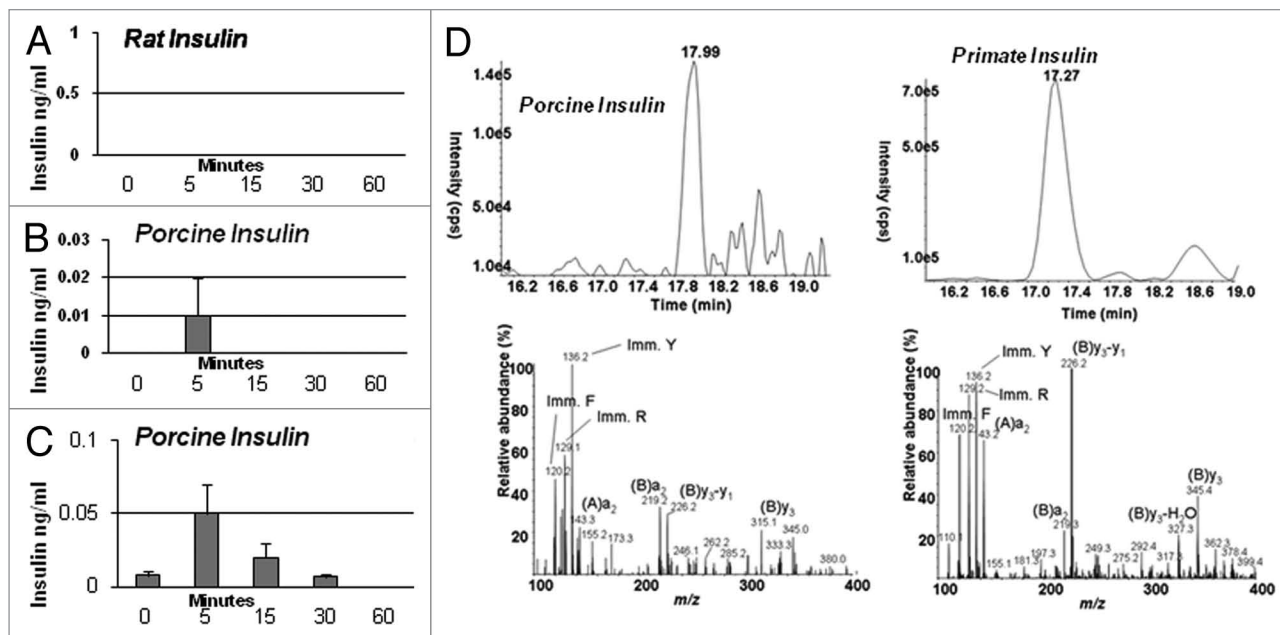 A
Rat Insulin
Insulin ng/ml
1
0.5
0
Minutes
0 5 15 30 60
B
Porcine Insulin
Insulin ng/ml
0.03
0.02
0.01
0
Minutes
0 5 15 30 60
C
Porcine Insulin
Insulin ng/ml
0.1
0.05
0
Minutes
0 5 15 30 60
D
17.99
Porcine Insulin
Intensity (cps)
1.4e5
1.0e5
5.0e4
1.0e4
16.2 16.6 17.0 17.4 17.8 18.2 18.6 19.0
Time (min)
Primate Insulin
17.27
Intensity (cps)
7.0e5
5.0e5
1.0e5
16.2 16.6 17.0 17.4 17.8 18.2 18.6 19.0
Time (min)
Relative abundance (%)
100
80
60
40
20
136.2
Imm. Y
Imm. F
Imm. R
129.1
120.2
(A)a2
143.3
155.2
173.3
(B)a2
219.2
(B)y3-y1
226.2
246.1
262.2
285.2
(B)y3
315.1
333.3
345.0
380.0
100 200 300 400
m/z
Relative abundance (%)
100
80
60
40
20
Imm. Y
136.2
129.2
Imm. R
Imm. F
120.2
(A)a2
43.2
(B)y3-y1
226.2
110.1
155.1
181.3
197.3
(B)a2
219.3
249.3
275.2
292.4
317.3
(B)y3-H2O
327.3
(B)y3
345.4
362.3
378.4
399.4
100 200 300 400
m/z